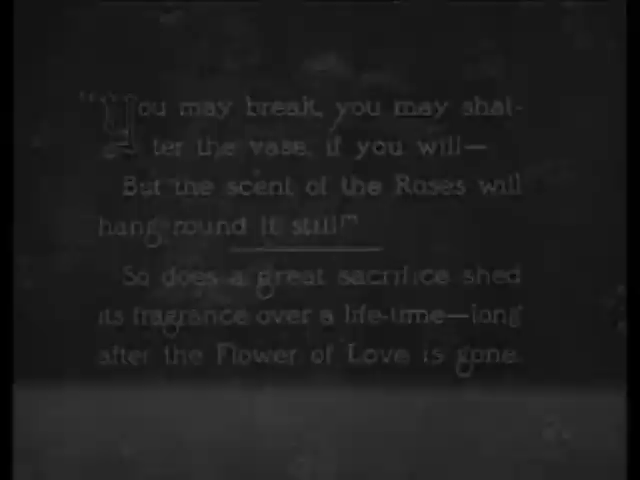 "You may break, you may shat-
ter the vase, if you will—
But the scent of the Roses will
hang round it still!"
So does a great sacrifice shed
its fragrance over a life-time—long
after the Flower of Love is gone.